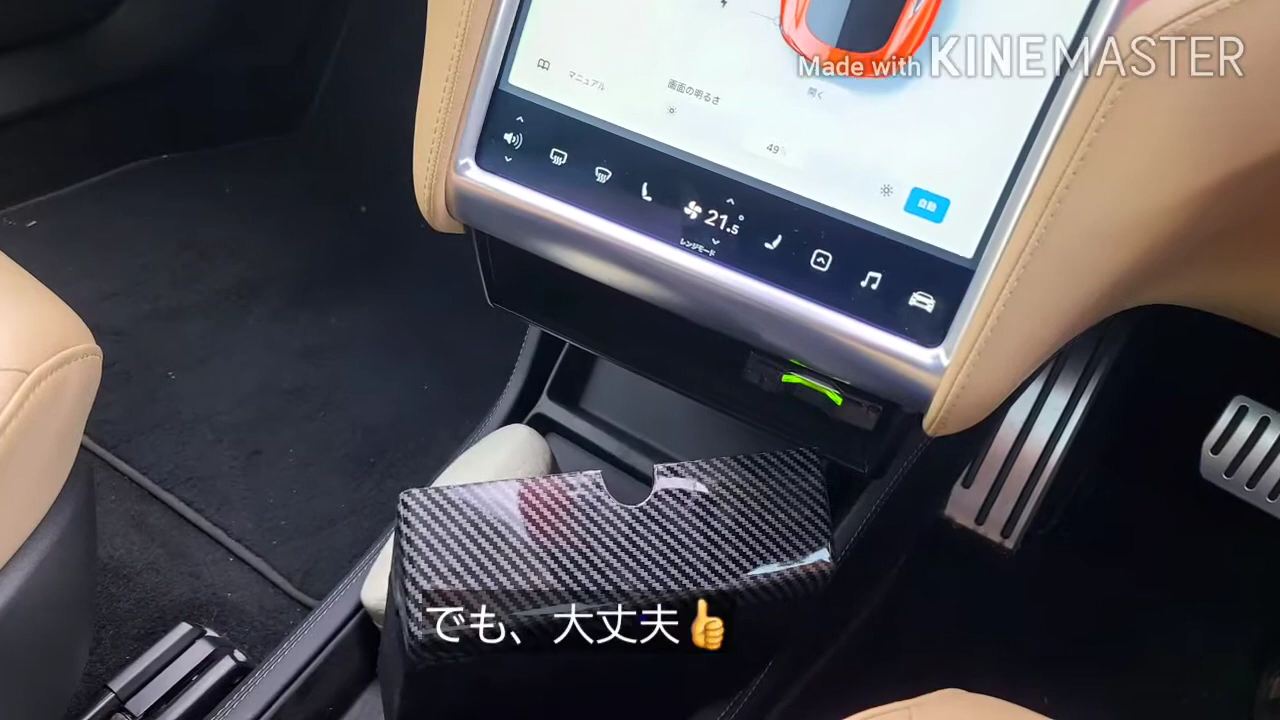 Made with KINEMASTER
マニュアル
画面の明るさ
開く
49%
自動
21.5°
レンジモード
でも、大丈夫👍